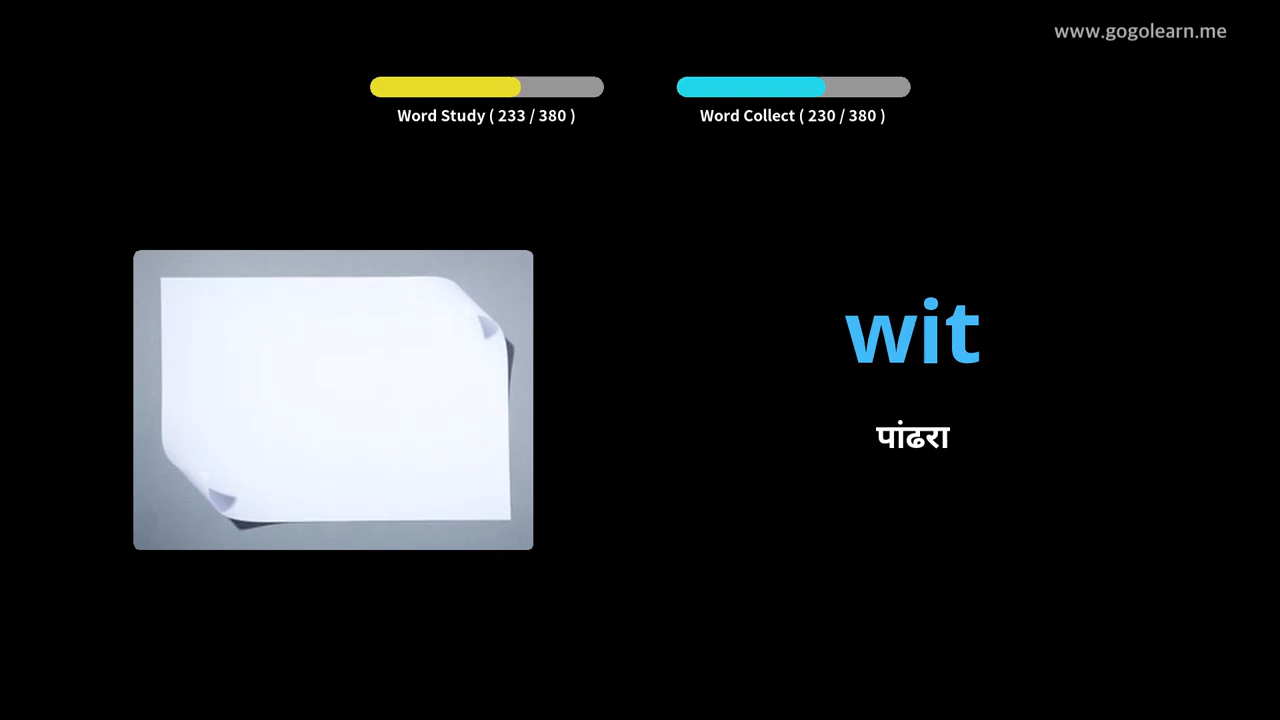 www.gogolearn.me
Word Study ( 233 / 380 )
Word Collect ( 230 / 380 )
wit
पांढरा